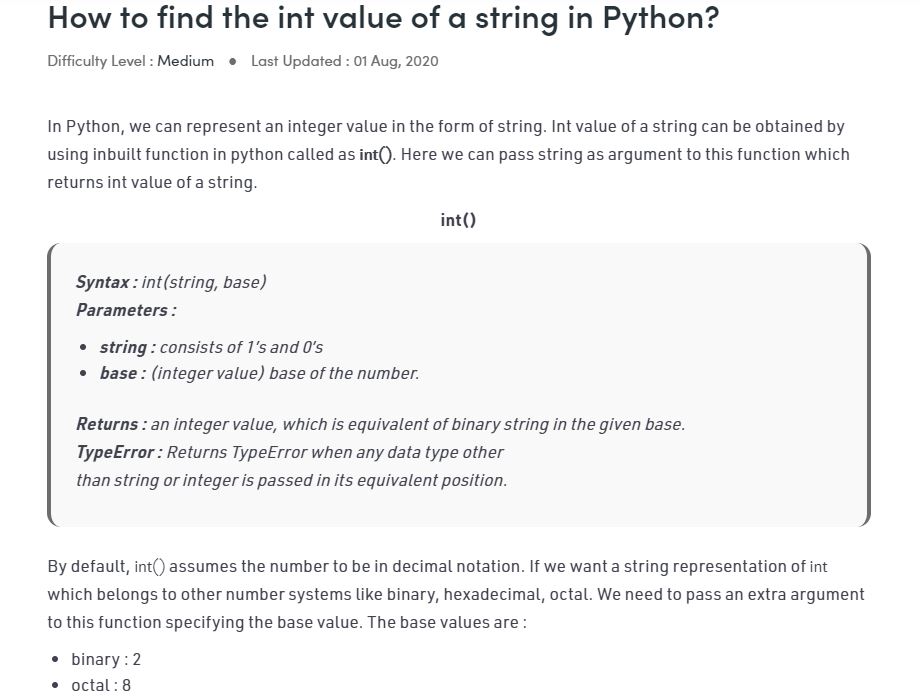 How to find the int value of a string in Python?
Difficulty Level : Medium ● Last Updated : 01 Aug, 2020
In Python, we can represent an integer value in the form of string. Int value of a string can be obtained by
using inbuilt function in python called as int(). Here we can pass string as argument to this function which
returns int value of a string.
int()
Syntax : int(string, base)
Parameters :
• string : consists of 1's and 0's
• base : (integer value) base of the number.
Returns : an integer value, which is equivalent of binary string in the given base.
TypeError : Returns TypeError when any data type other
than string or integer is passed in its equivalent position.
By default, int() assumes the number to be in decimal notation. If we want a string representation of int
which belongs to other number systems like binary, hexadecimal, octal. We need to pass an extra argument
to this function specifying the base value. The base values are :
• binary : 2
• octal : 8